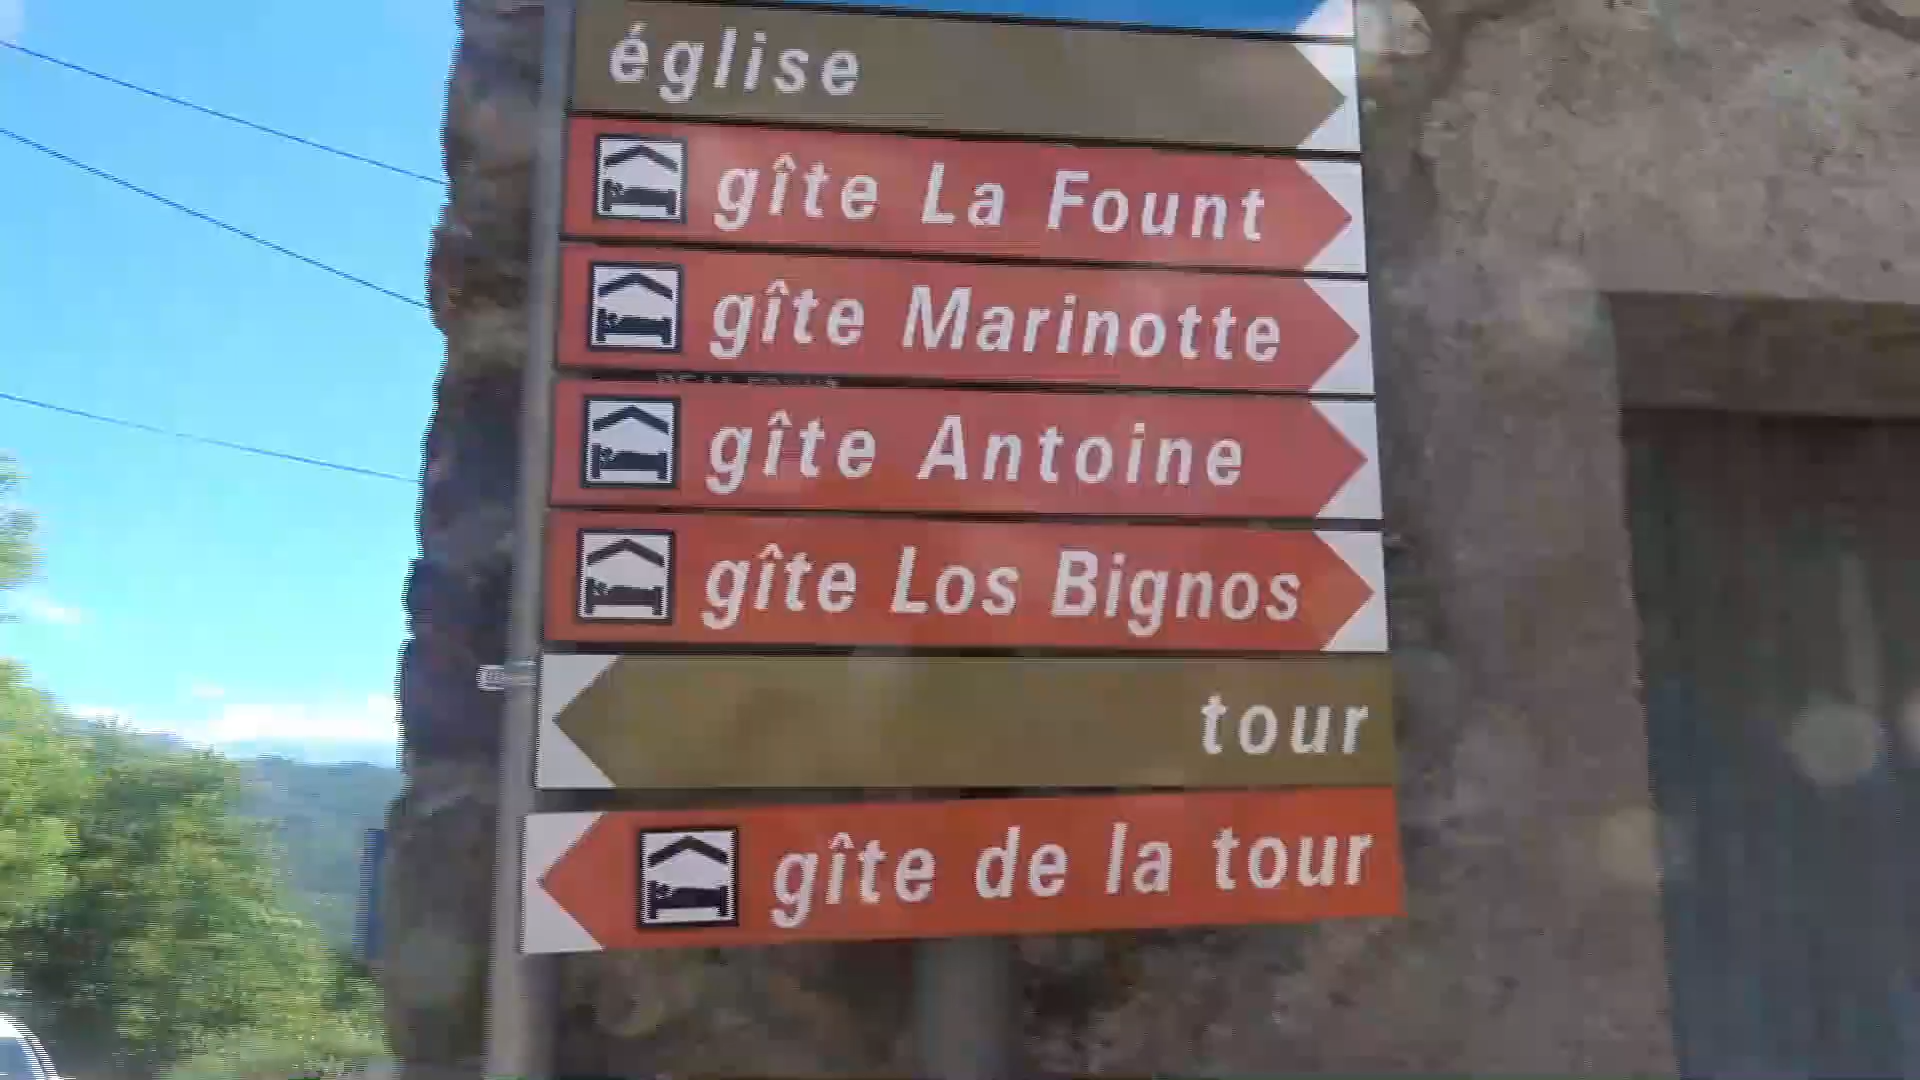 église
gîte La Fount
gîte Marinotte
gîte Antoine
gîte Los Bignos
tour
gîte de la tour